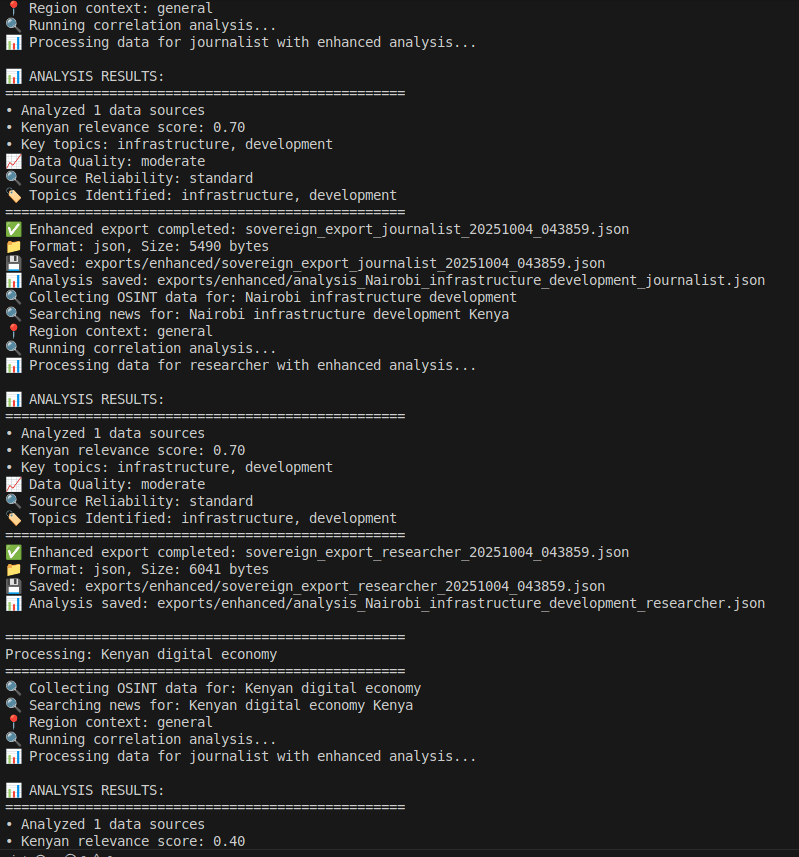 📍 Region context: general
🔍 Running correlation analysis...
📊 Processing data for journalist with enhanced analysis...
📊 ANALYSIS RESULTS:
==================================================
• Analyzed 1 data sources
• Kenyan relevance score: 0.70
• Key topics: infrastructure, development
📈 Data Quality: moderate
🔍 Source Reliability: standard
🏷️ Topics Identified: infrastructure, development
==================================================
✅ Enhanced export completed: sovereign_export_journalist_20251004_043859.json
📁 Format: json, Size: 5490 bytes
💾 Saved: exports/enhanced/sovereign_export_journalist_20251004_043859.json
📊 Analysis saved: exports/enhanced/analysis_Nairobi_infrastructure_development_journalist.json
🔍 Collecting OSINT data for: Nairobi infrastructure development
🔍 Searching news for: Nairobi infrastructure development Kenya
📍 Region context: general
🔍 Running correlation analysis...
📊 Processing data for researcher with enhanced analysis...
📊 ANALYSIS RESULTS:
==================================================
• Analyzed 1 data sources
• Kenyan relevance score: 0.70
• Key topics: infrastructure, development
📈 Data Quality: moderate
🔍 Source Reliability: standard
🏷️ Topics Identified: infrastructure, development
==================================================
✅ Enhanced export completed: sovereign_export_researcher_20251004_043859.json
📁 Format: json, Size: 6041 bytes
💾 Saved: exports/enhanced/sovereign_export_researcher_20251004_043859.json
📊 Analysis saved: exports/enhanced/analysis_Nairobi_infrastructure_development_researcher.json
==================================================
Processing: Kenyan digital economy
==================================================
🔍 Collecting OSINT data for: Kenyan digital economy
🔍 Searching news for: Kenyan digital economy Kenya
📍 Region context: general
🔍 Running correlation analysis...
📊 Processing data for journalist with enhanced analysis...
📊 ANALYSIS RESULTS:
==================================================
• Analyzed 1 data sources
• Kenyan relevance score: 0.40